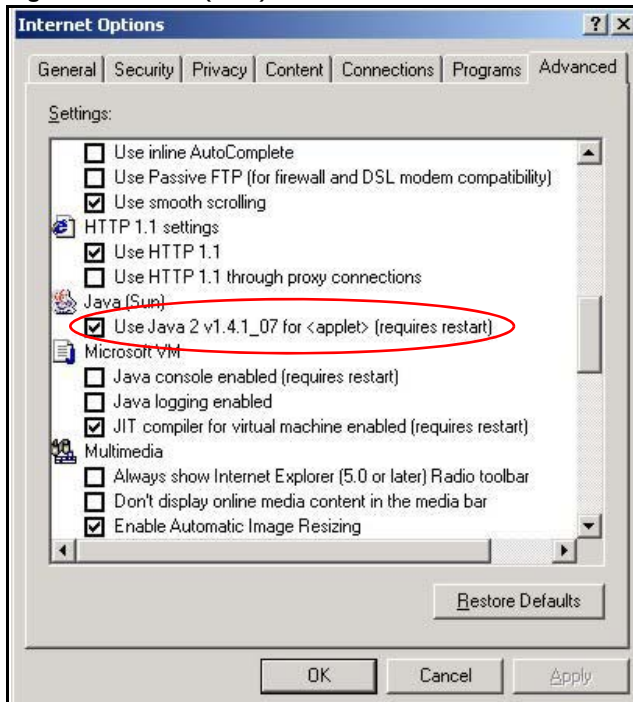 Internet Options
General Security Privacy Content Connections Programs Advanced
Settings:
Use inline AutoComplete
Use Passive FTP (for firewall and DSL modem compatibility)
Use smooth scrolling
HTTP 1.1 settings
Use HTTP 1.1
Use HTTP 1.1 through proxy connections
Java (Sun)
Use Java 2 v1.4.1_07 for <applet> (requires restart)
Microsoft VM
Java console enabled (requires restart)
Java logging enabled
JIT compiler for virtual machine enabled (requires restart)
Multimedia
Always show Internet Explorer (5.0 or later) Radio toolbar
Don't display online media content in the media bar
Enable Automatic Image Resizing
Restore Defaults
OK Cancel Apply